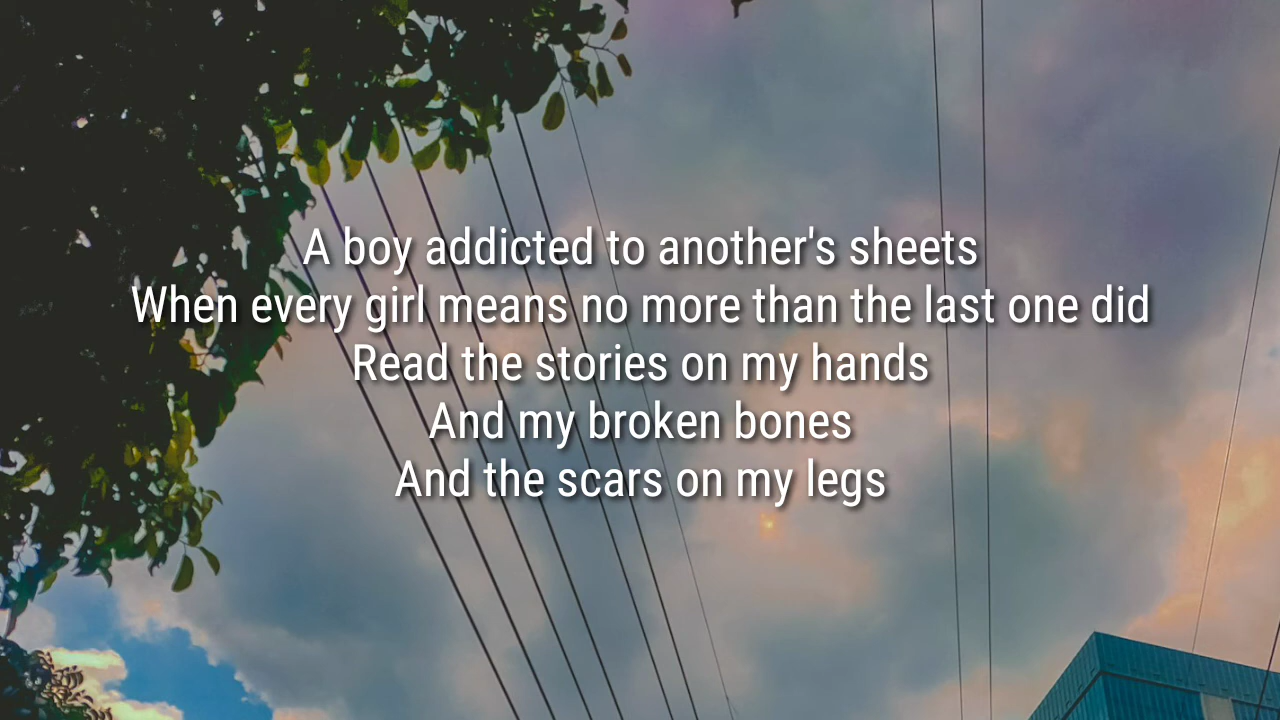 A boy addicted to another's sheets
When every girl means no more than the last one did
Read the stories on my hands
And my broken bones
And the scars on my legs